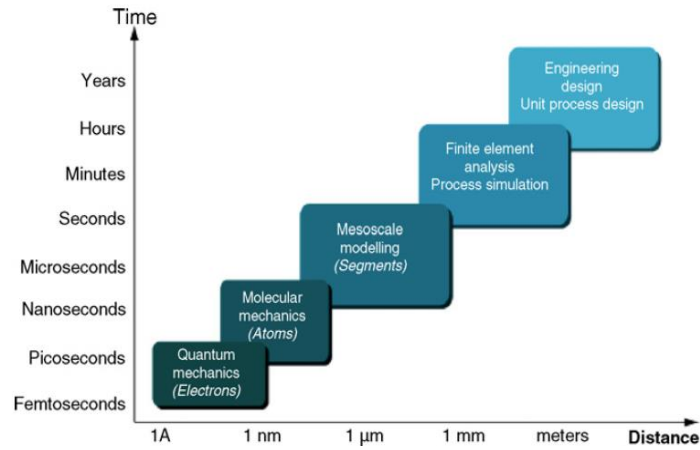 Time
Years
Hours
Minutes
Seconds
Microseconds
Nanoseconds
Picoseconds
Femtoseconds
Engineering
design
Unit process design
Finite element
analysis
Process simulation
Mesoscale
modelling
(Segments)
Molecular
mechanics
(Atoms)
Quantum
mechanics
(Electrons)
1A
1 nm
1 μm
1 mm
meters
Distance